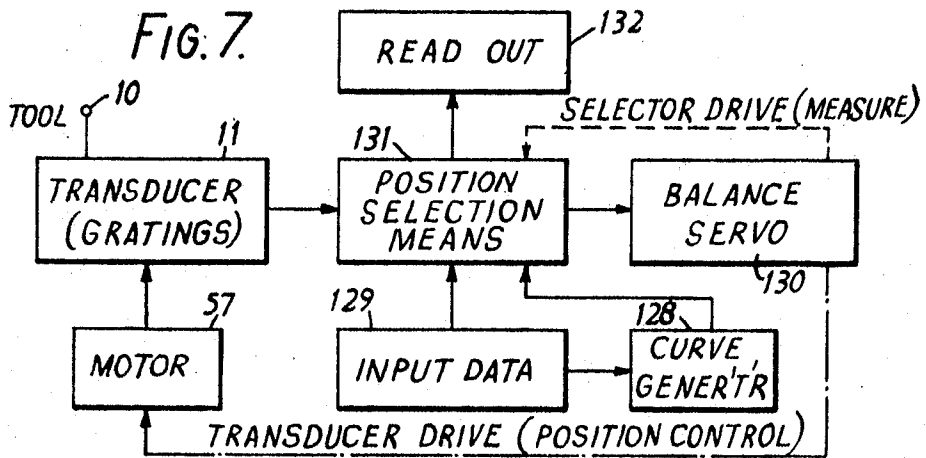 FIG. 7.
132
READ OUT
TOOL
10
SELECTOR DRIVE (MEASURE)
11
131
TRANSDUCER
(GRATINGS)
POSITION
SELECTION
MEANS
BALANCE
SERVO
130
57
129
128
MOTOR
INPUT DATA
CURVE
GENER'T'R
TRANSDUCER DRIVE (POSITION CONTROL)